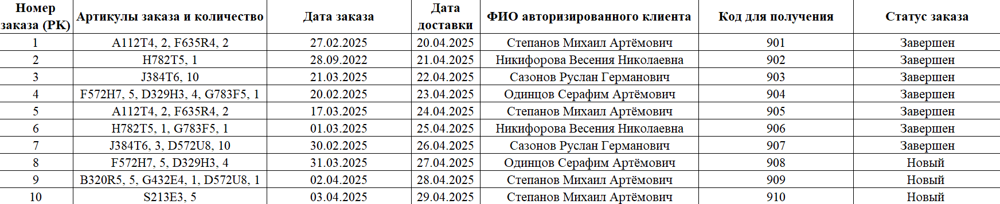 Номер заказа (PK) Артикулы заказа и количество Дата заказа Дата доставки ФИО авторизированного клиента Код для получения Статус заказа
1 А112Т4, 2, F635R4, 2 27.02.2025 20.04.2025 Степанов Михаил Артёмович 901 Завершен
2 H782T5, 1 28.09.2022 21.04.2025 Никифорова Весения Николаевна 902 Завершен
3 J384T6, 10 21.03.2025 22.04.2025 Сазонов Руслан Германович 903 Завершен
4 F572H7, 5, D329H3, 4, G783F5, 1 20.02.2025 23.04.2025 Одинцов Серафим Артёмович 904 Завершен
5 А112Т4, 2, F635R4, 2 17.03.2025 24.04.2025 Степанов Михаил Артёмович 905 Завершен
6 H782T5, 1, G783F5, 1 01.03.2025 25.04.2025 Никифорова Весения Николаевна 906 Завершен
7 J384T6, 3, D572U8, 10 30.02.2025 26.04.2025 Сазонов Руслан Германович 907 Завершен
8 F572H7, 5, D329H3, 4 31.03.2025 27.04.2025 Одинцов Серафим Артёмович 908 Новый
9 B320R5, 5, G432E4, 1, D572U8, 1 02.04.2025 28.04.2025 Степанов Михаил Артёмович 909 Новый
10 S213E3, 5 03.04.2025 29.04.2025 Степанов Михаил Артёмович 910 Новый